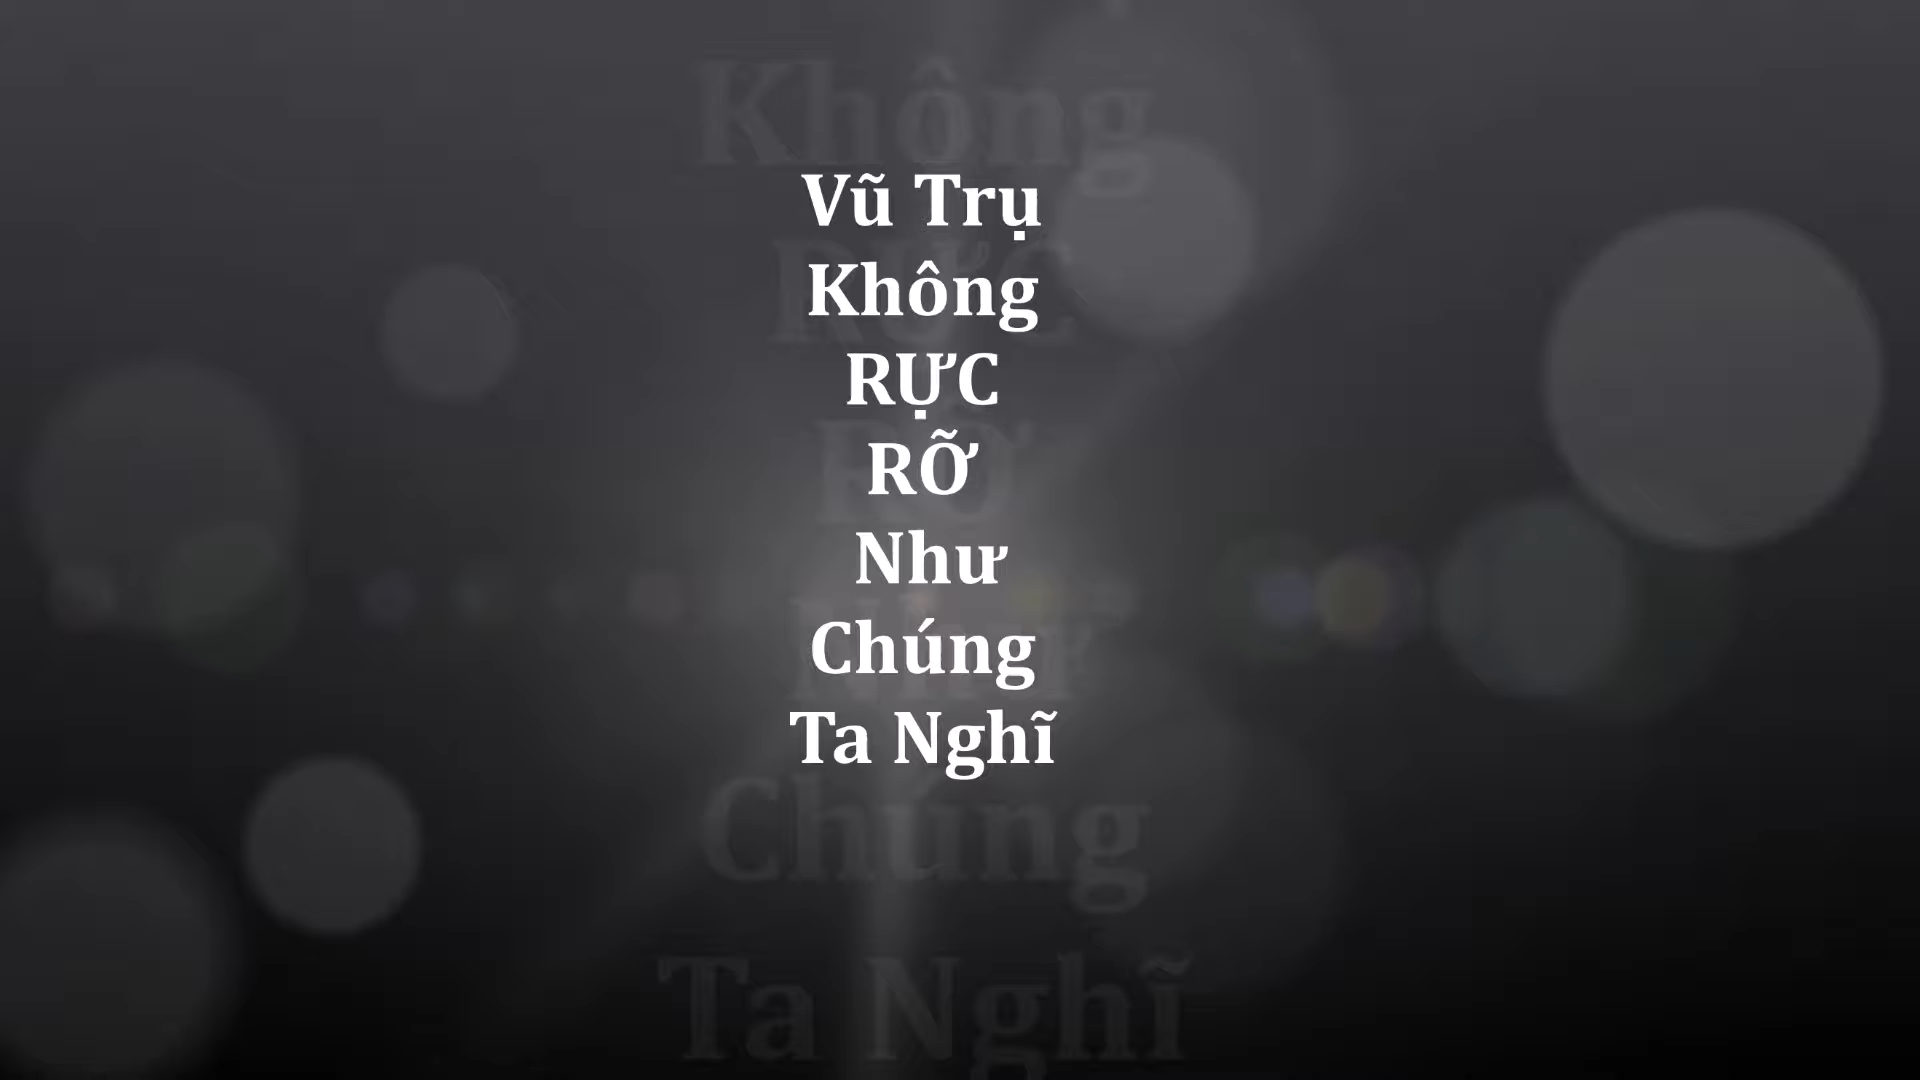 Vũ Trụ
Không
RỰC
RỠ
Như
Chúng
Ta Nghĩ